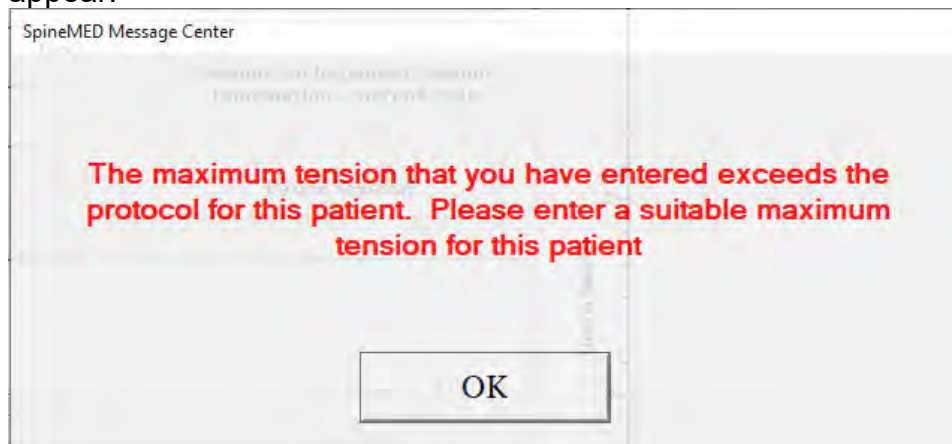 appear:
SpineMED Message Center
The maximum tension that you have entered exceeds the
protocol for this patient. Please enter a suitable maximum
tension for this patient
OK